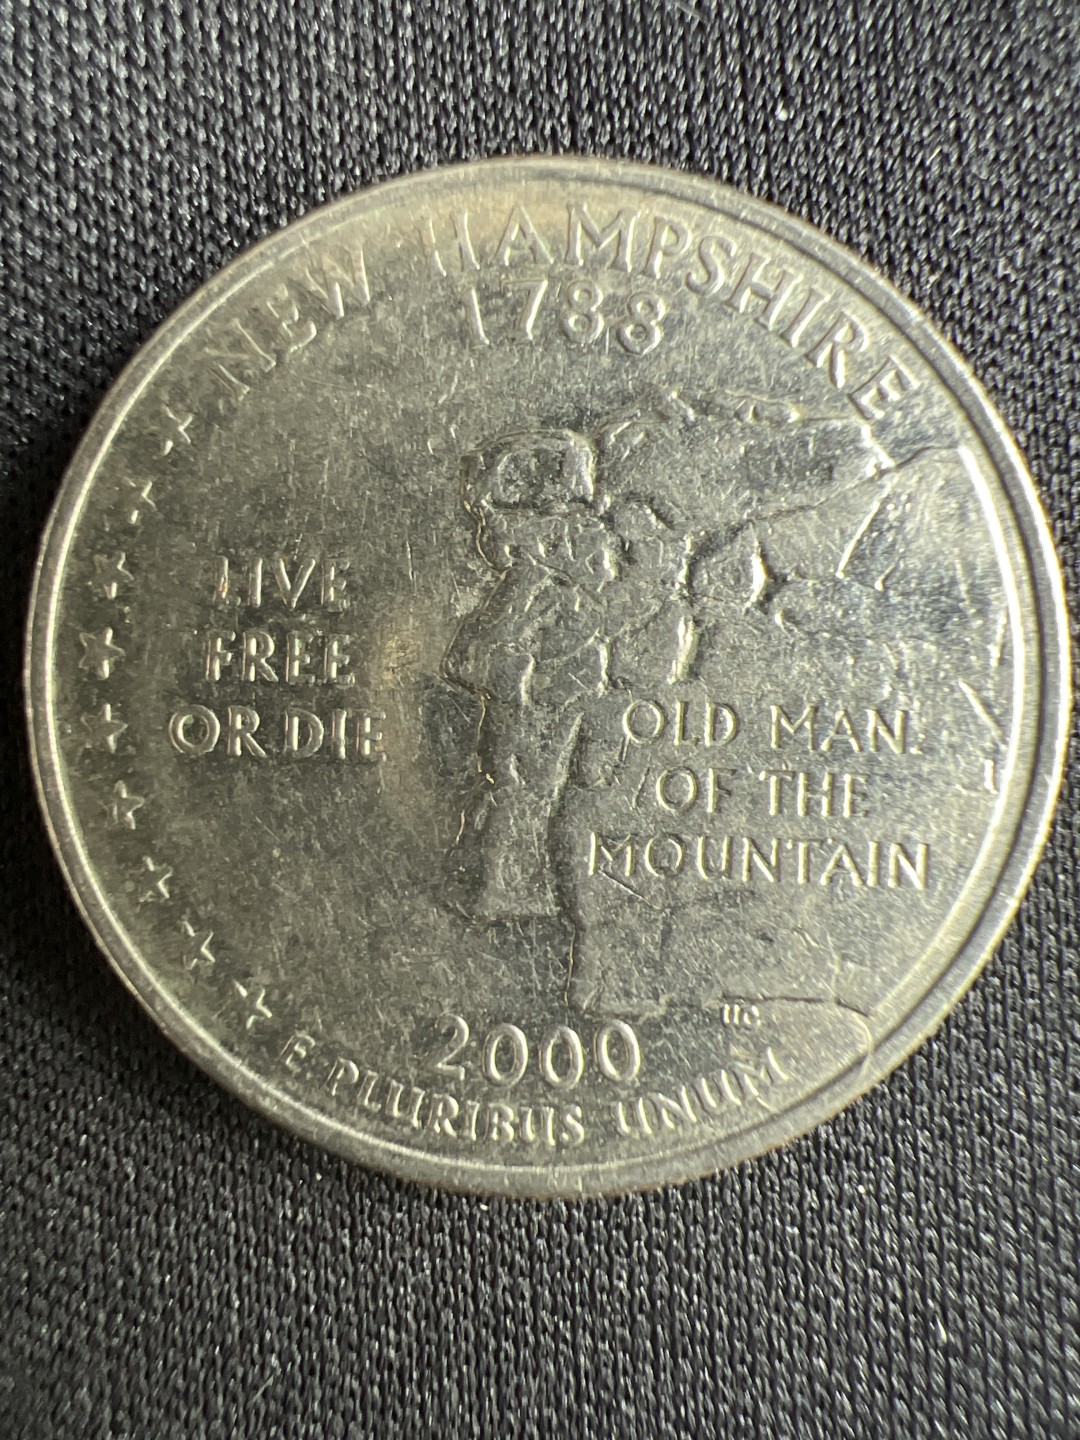 NEW HAMPSHIRE
1788
LIVE
FREE
OR DIE
OLD MAN
OF THE
MOUNTAIN
2000
E PLURIBUS UNUM